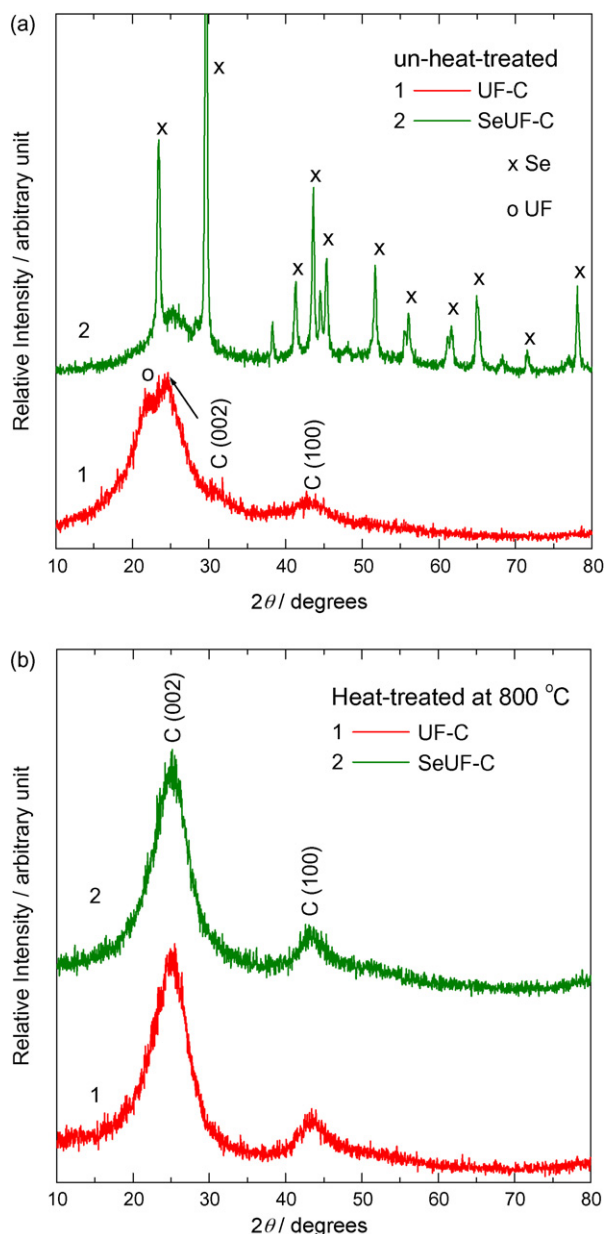 (a)
un-heat-treated
1 UF-C
2 SeUF-C
x Se
o UF
x
x
x
x
x
x
x
x
x
x
x
2
o
C (002)
C (100)
1
Relative Intensity / arbitrary unit
10 20 30 40 50 60 70 80
2θ / degrees
(b)
Heat-treated at 800 °C
1 UF-C
2 SeUF-C
C (002)
C (100)
2
1
Relative Intensity / arbitrary unit
10 20 30 40 50 60 70 80
2θ / degrees